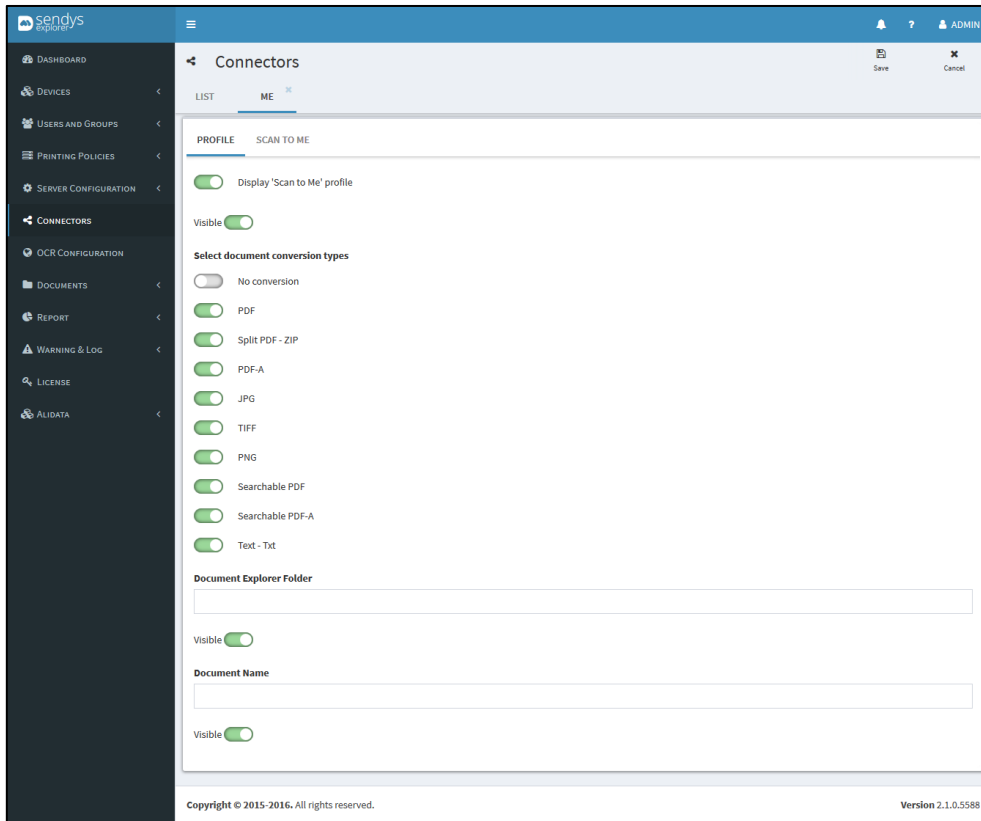 sendys
explorer
ADMIN
?
DASHBOARD
DEVICES
USERS AND GROUPS
PRINTING POLICIES
SERVER CONFIGURATION
CONNECTORS
OCR CONFIGURATION
DOCUMENTS
REPORT
WARNING & LOG
LICENSE
ALIDATA
Connectors
Save
Cancel
LIST
ME
PROFILE
SCAN TO ME
Display 'Scan to Me' profile
Visible
Select document conversion types
No conversion
PDF
Split PDF - ZIP
PDF-A
JPG
TIFF
PNG
Searchable PDF
Searchable PDF-A
Text - Txt
Document Explorer Folder
Visible
Document Name
Visible
Copyright © 2015-2016. All rights reserved.
Version 2.1.0.5588